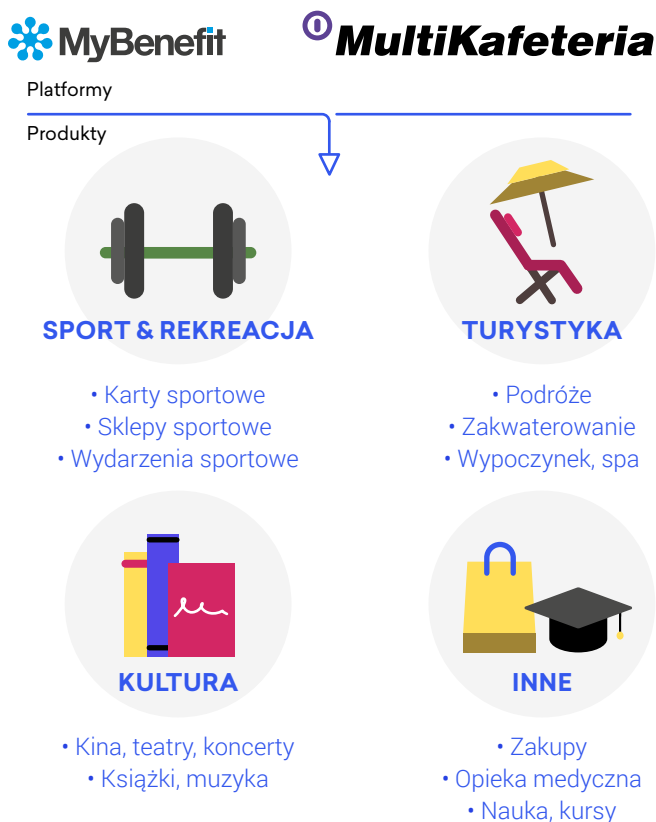 MyBenefit
MultiKafeteria
Platformy
Produkty
SPORT & REKREACJA
• Karty sportowe
• Sklepy sportowe
• Wydarzenia sportowe
TURYSTYKA
• Podróże
• Zakwaterowanie
• Wypoczynek, spa
KULTURA
• Kina, teatry, koncerty
• Książki, muzyka
INNE
• Zakupy
• Opieka medyczna
• Nauka, kursy